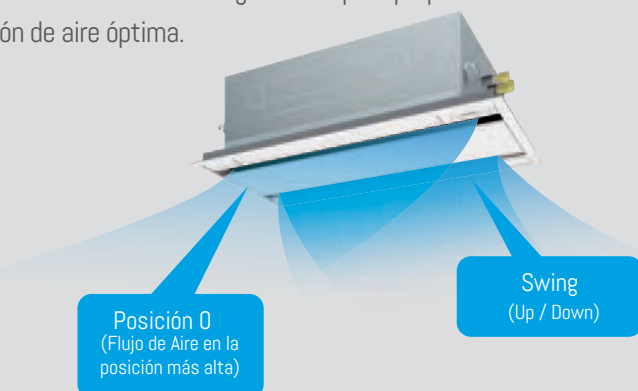 ón de aire óptima.
Posición 0
(Flujo de Aire en la
posición más alta)
Swing
(Up / Down)